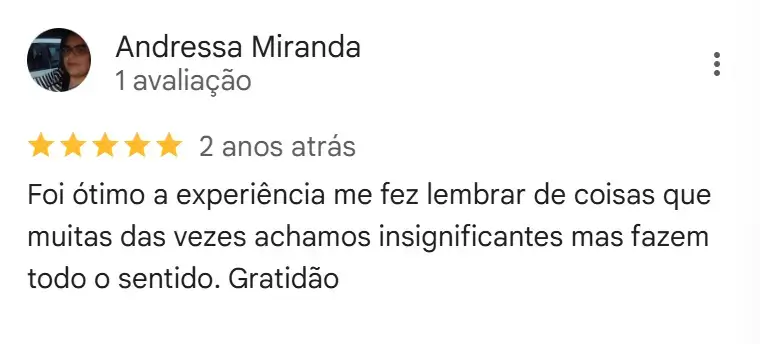 Andressa Miranda
1 avaliação
2 anos atrás
Foi ótimo a experiência me fez lembrar de coisas que
muitas das vezes achamos insignificantes mas fazem
todo o sentido. Gratidão